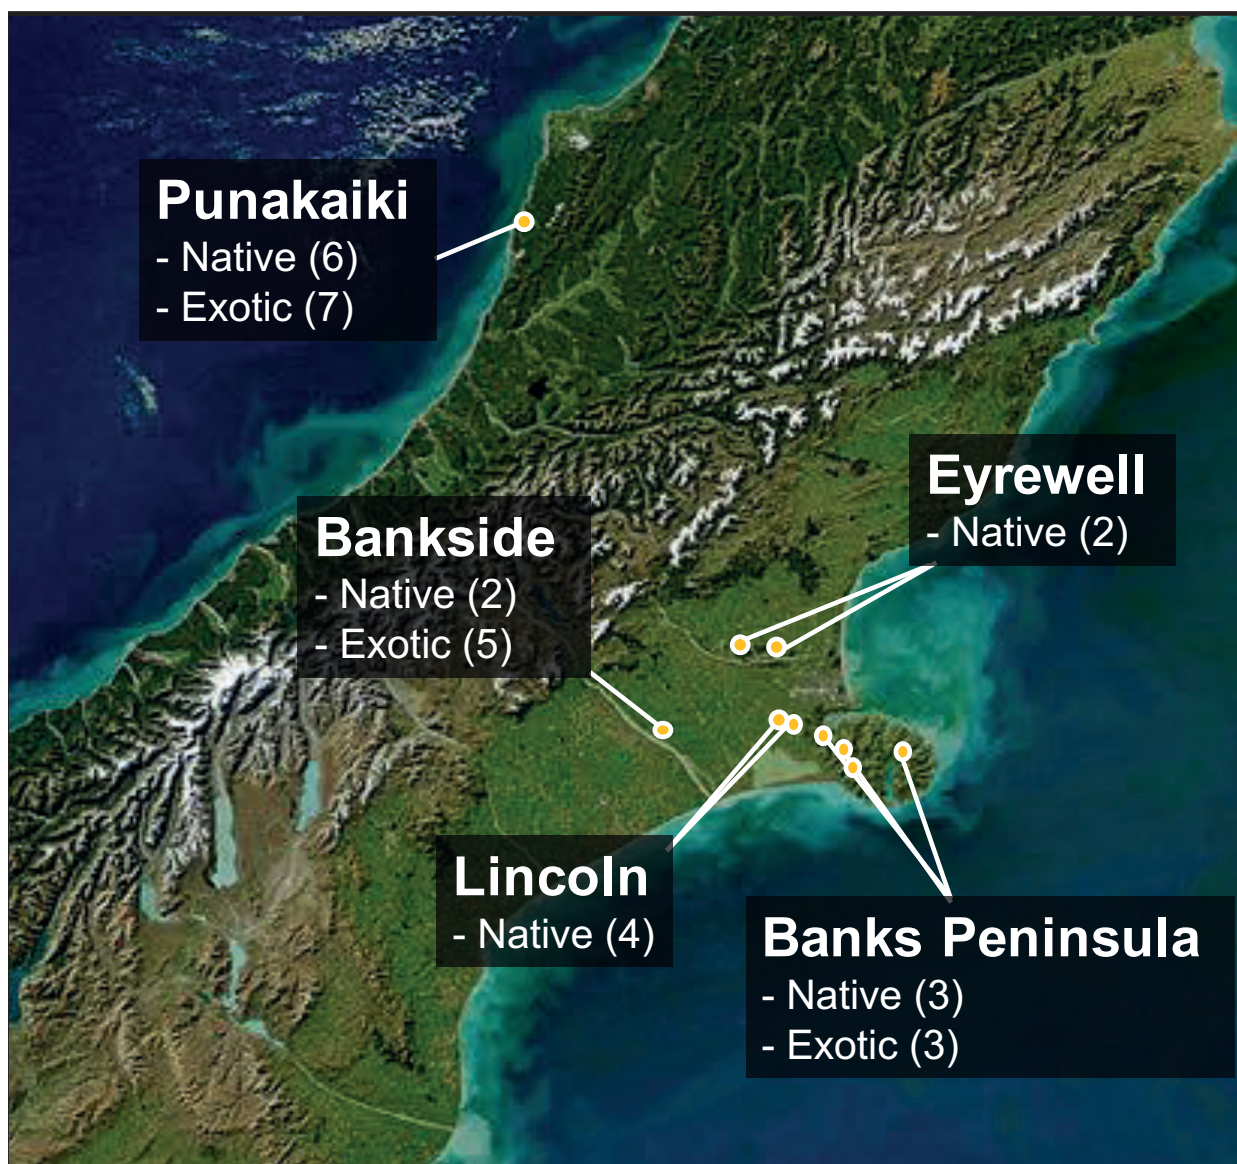 Punakaiki
- Native (6)
- Exotic (7)
Eyrewell
- Native (2)
Bankside
- Native (2)
- Exotic (5)
Lincoln
- Native (4)
Banks Peninsula
- Native (3)
- Exotic (3)